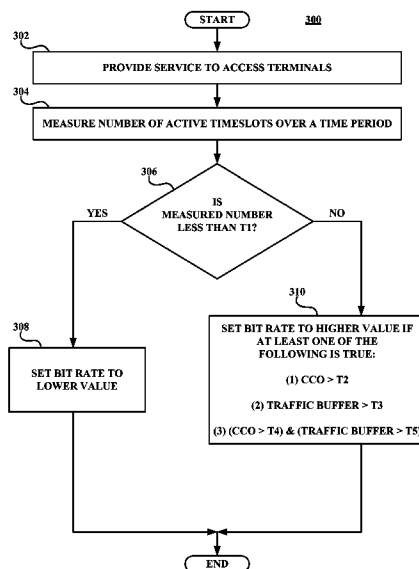 START
300
302
PROVIDE SERVICE TO ACCESS TERMINALS
304
MEASURE NUMBER OF ACTIVE TIMESLOTS OVER A TIME PERIOD
306
IS
MEASURED NUMBER
LESS THAN T1?
YES
NO
308
SET BIT RATE TO
LOWER VALUE
310
SET BIT RATE TO HIGHER VALUE IF
AT LEAST ONE OF THE
FOLLOWING IS TRUE:
(1) CCO > T2
(2) TRAFFIC BUFFER > T3
(3) (CCO > T4) & (TRAFFIC BUFFER > T5)
END